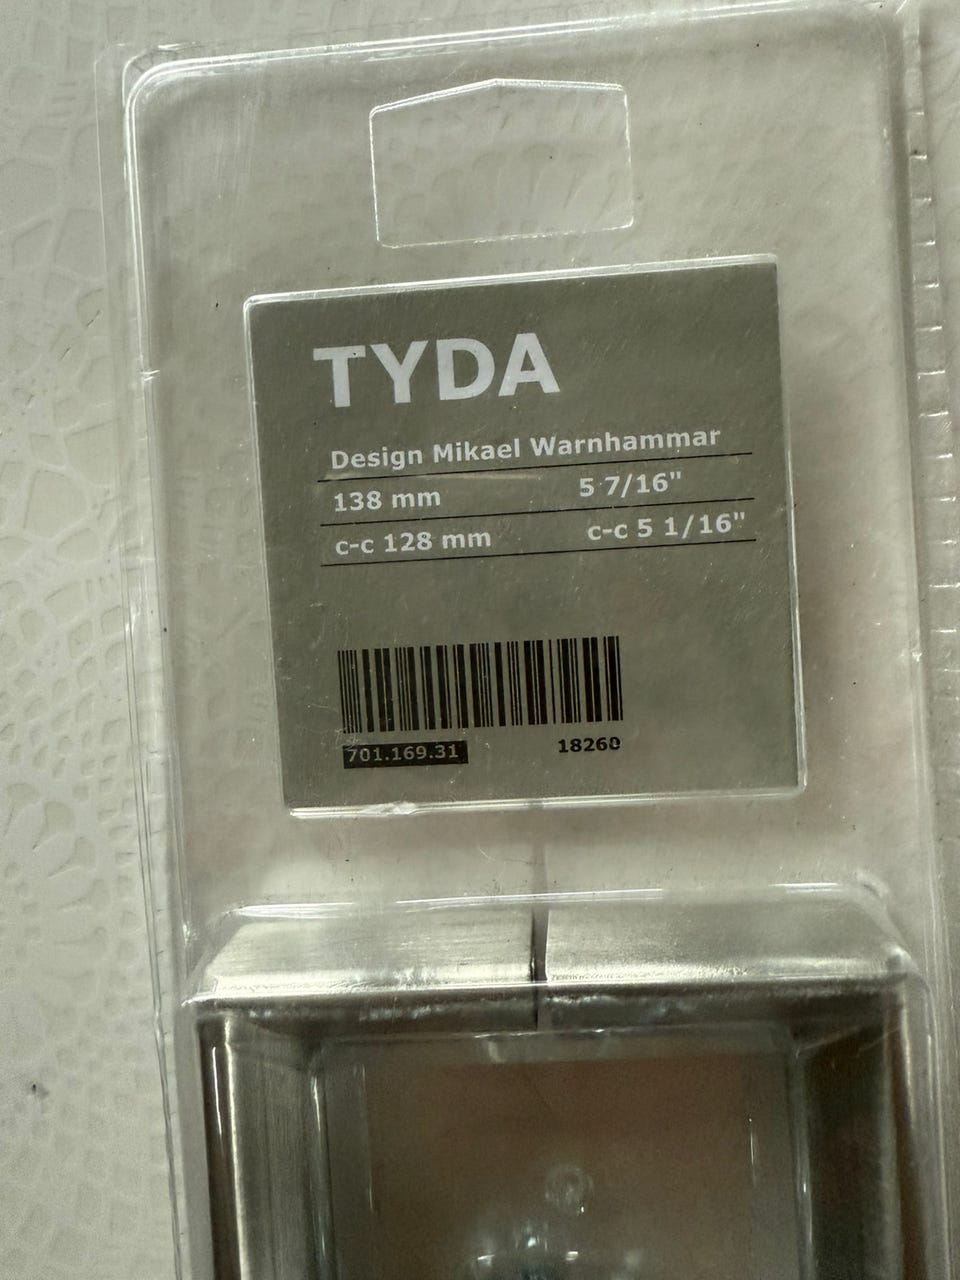 TYDA
Design Mikael Warnhammar
138 mm 5 7/16"
c-c 128 mm c-c 5 1/16"
701.169.31 18260